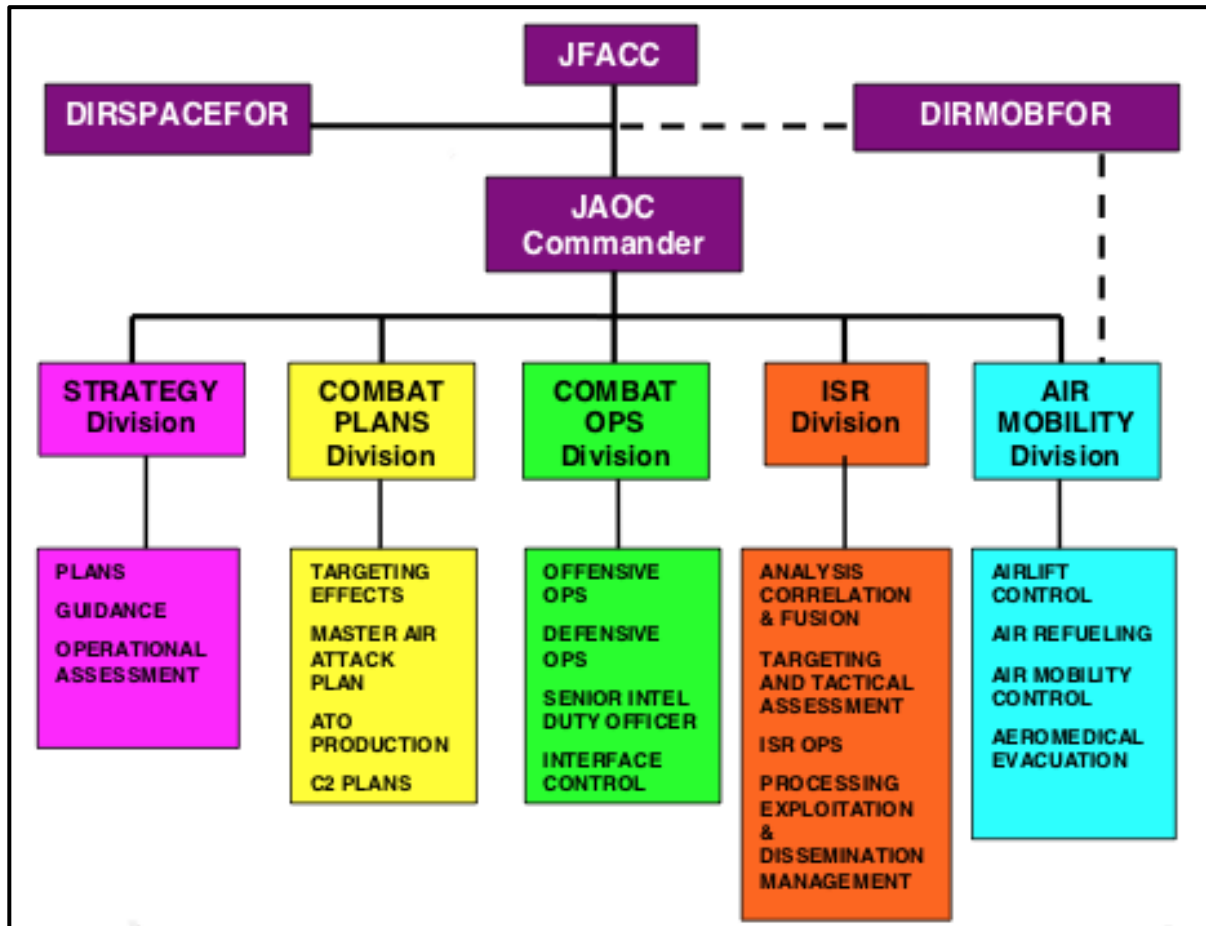 JFACC
DIRSPACEFOR
DIRMOBFOR
JAOC
Commander
STRATEGY
Division
COMBAT
PLANS
Division
COMBAT
OPS
Division
ISR
Division
AIR
MOBILITY
Division
PLANS
GUIDANCE
OPERATIONAL
ASSESSMENT
TARGETING
EFFECTS
MASTER AIR
ATTACK
PLAN
ATO
PRODUCTION
C2 PLANS
OFFENSIVE
OPS
DEFENSIVE
OPS
SENIOR INTEL
DUTY OFFICER
INTERFACE
CONTROL
ANALYSIS
CORRELATION
& FUSION
TARGETING
AND TACTICAL
ASSESSMENT
ISR OPS
PROCESSING
EXPLOITATION
&
DISSEMINATION
MANAGEMENT
AIRLIFT
CONTROL
AIR REFUELING
AIR MOBILITY
CONTROL
AEROMEDICAL
EVACUATION